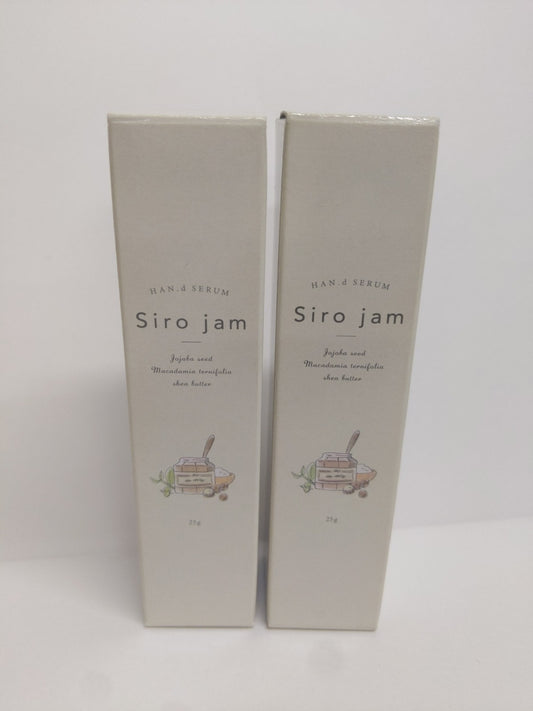 HAN.d SERUM
Siro jam
Jojoba seed
Macadamia ternifolia
shea butter
25g
HAN.d SERUM
Siro jam
Jojoba seed
Macadamia ternifolia
shea butter
25g